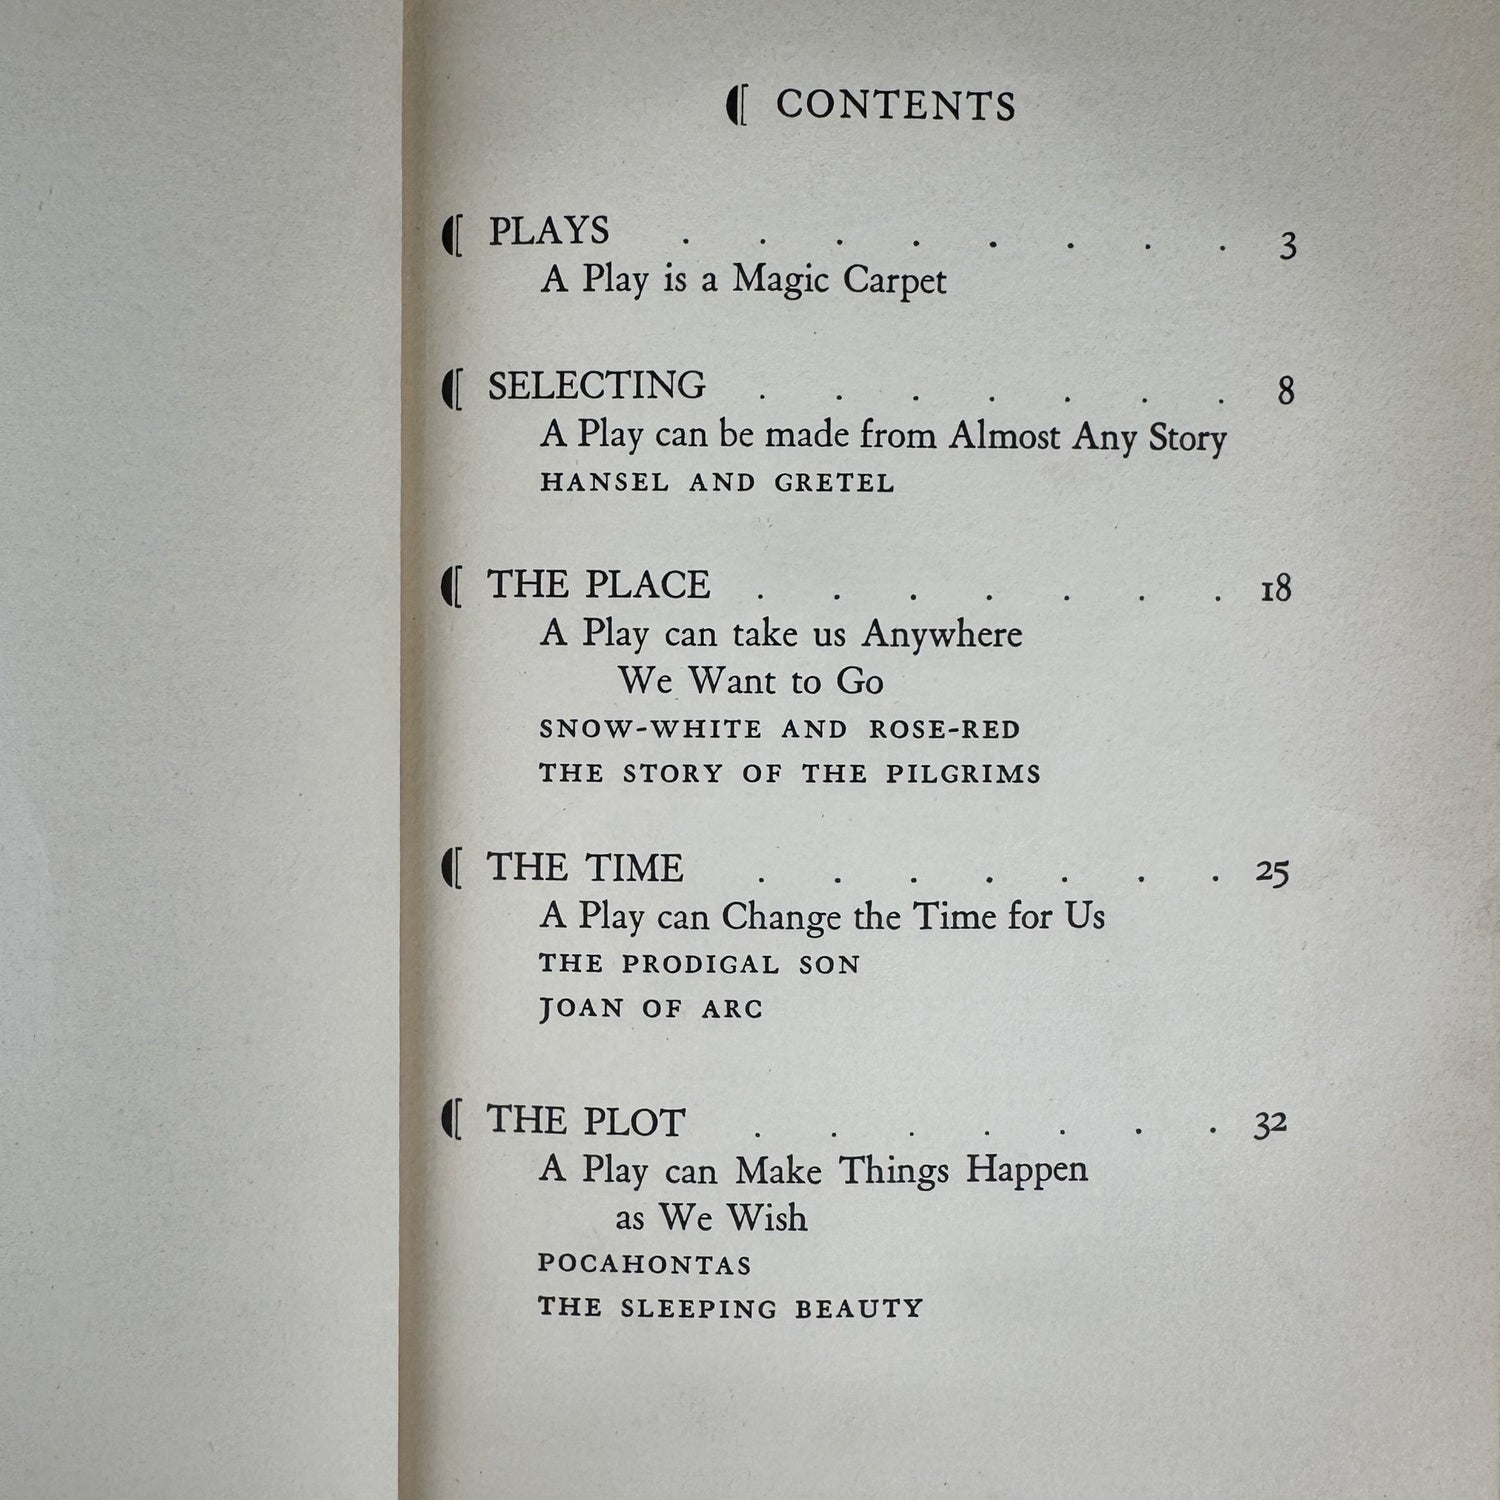 CONTENTS
PLAYS . . . . . . . . 3
A Play is a Magic Carpet
SELECTING . . . . . . . 8
A Play can be made from Almost Any Story
HANSEL AND GRETEL
THE PLACE . . . . . . . 18
A Play can take us Anywhere
We Want to Go
SNOW-WHITE AND ROSE-RED
THE STORY OF THE PILGRIMS
THE TIME . . . . . . . 25
A Play can Change the Time for Us
THE PRODIGAL SON
JOAN OF ARC
THE PLOT . . . . . . . 32
A Play can Make Things Happen
as We Wish
POCAHONTAS
THE SLEEPING BEAUTY